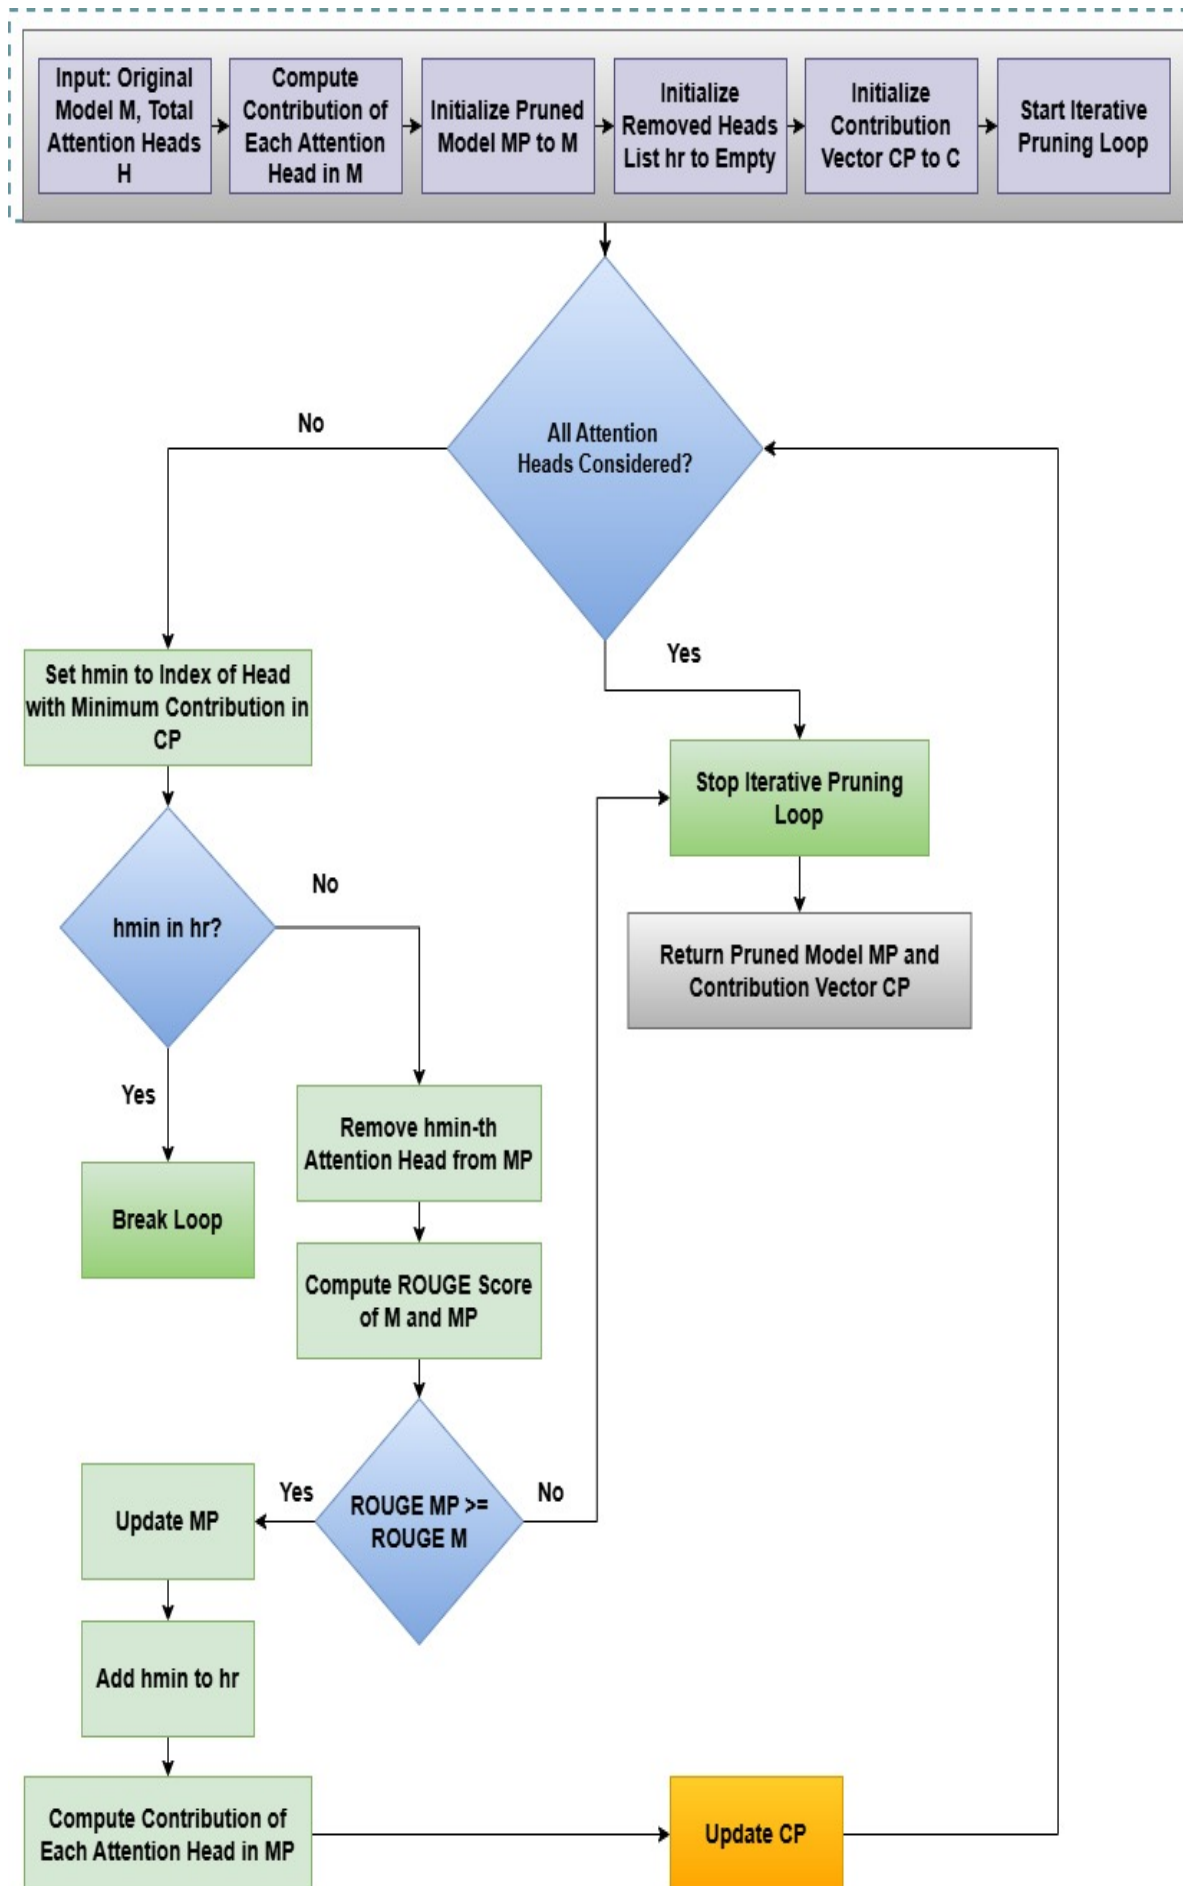 Input: Original
Model M, Total
Attention Heads
H
Compute
Contribution of
Each Attention
Head in M
Initialize Pruned
Model MP to M
Initialize
Removed Heads
List hr to Empty
Initialize
Contribution
Vector CP to C
Start Iterative
Pruning Loop
All Attention
Heads Considered?
No
Yes
Set hmin to Index of Head
with Minimum Contribution in
CP
Stop Iterative Pruning
Loop
hmin in hr?
No
Return Pruned Model MP and
Contribution Vector CP
Yes
Break Loop
Remove hmin-th
Attention Head from MP
Compute ROUGE Score
of M and MP
ROUGE MP >=
ROUGE M
Yes
No
Update MP
Add hmin to hr
Compute Contribution of
Each Attention Head in MP
Update CP